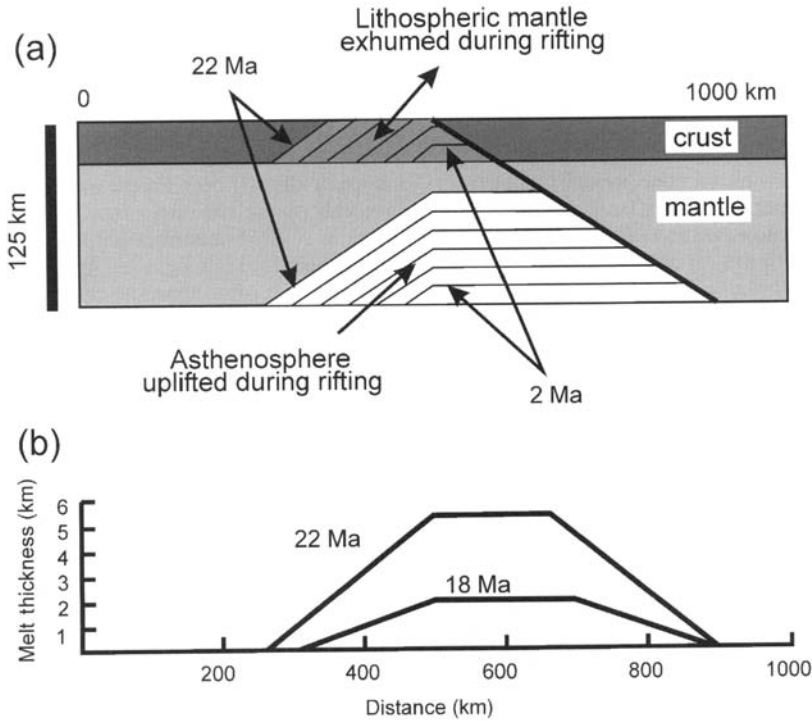 (a)
Lithospheric mantle
exhumed during rifting
22 Ma
0
1000 km
crust
125 km
mantle
Asthenosphere
uplifted during rifting
2 Ma
(b)
Melt thickness (km)
6
5
4
3
2
1
22 Ma
18 Ma
200
400
600
800
1000
Distance (km)